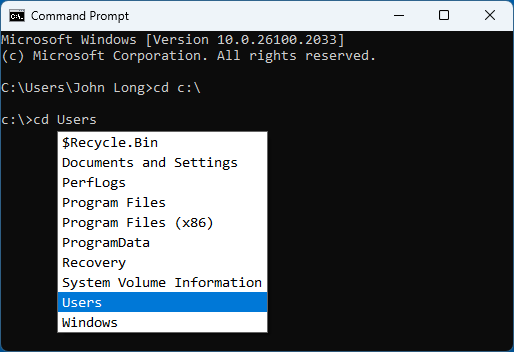 Command Prompt
Microsoft Windows [Version 10.0.26100.2033]
(c) Microsoft Corporation. All rights reserved.
C:\Users\John Long>cd c:\
c:\>cd Users
$Recycle.Bin
Documents and Settings
PerfLogs
Program Files
Program Files (x86)
ProgramData
Recovery
System Volume Information
Users
Windows